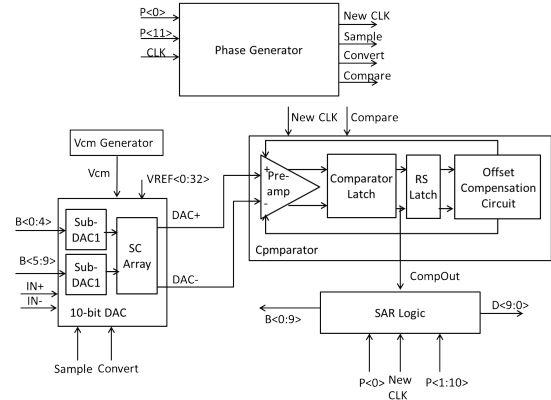 P<0>
P<11>
CLK
Phase Generator
New CLK
Sample
Convert
Compare
New CLK
Compare
Vcm Generator
Vcm
VREF<0:32>
B<0:4>
B<5:9>
IN+
IN-
Sub-
DAC1
Sub-
DAC1
SC
Array
10-bit DAC
DAC+
DAC-
Sample
Convert
+
Pre-
amp
-
Comparator
Latch
RS
Latch
Offset
Compensation
Circuit
Cpmparator
CompOut
B<0:9>
SAR Logic
D<9:0>
P<0>
New
CLK
P<1:10>